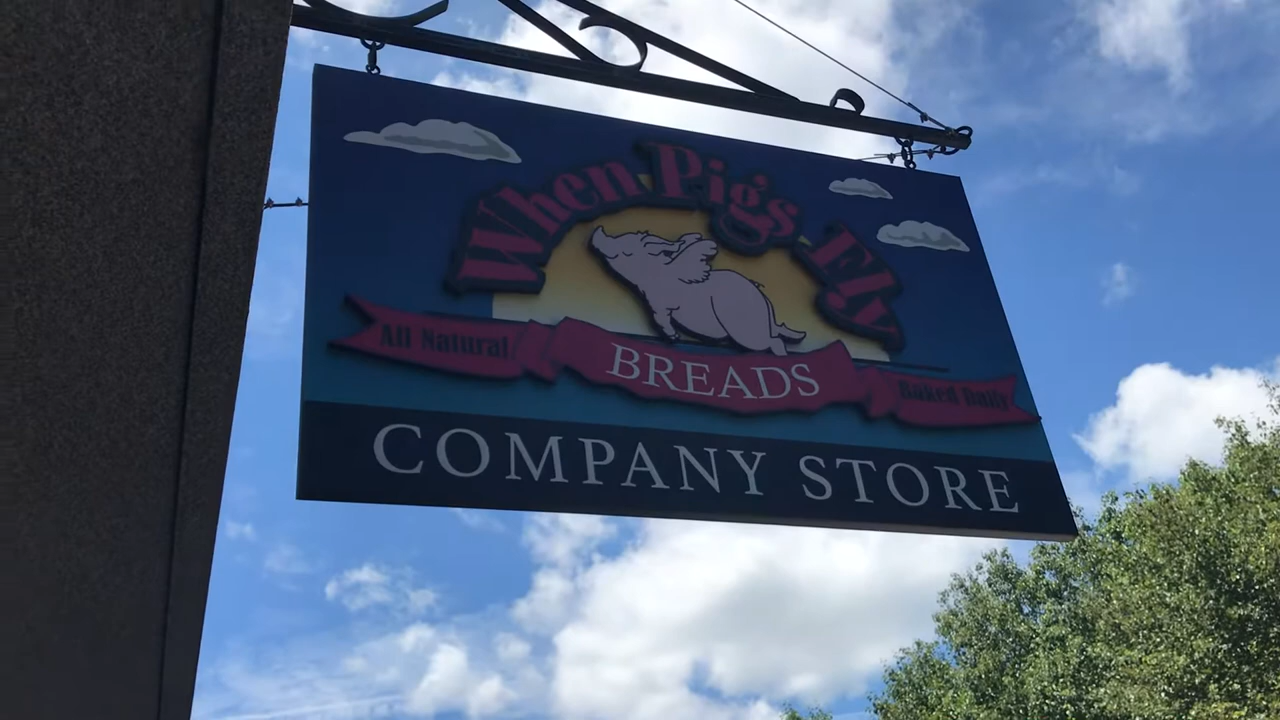 When Pigs Fly
All Natural
BREADS
Baked Daily
COMPANY STORE